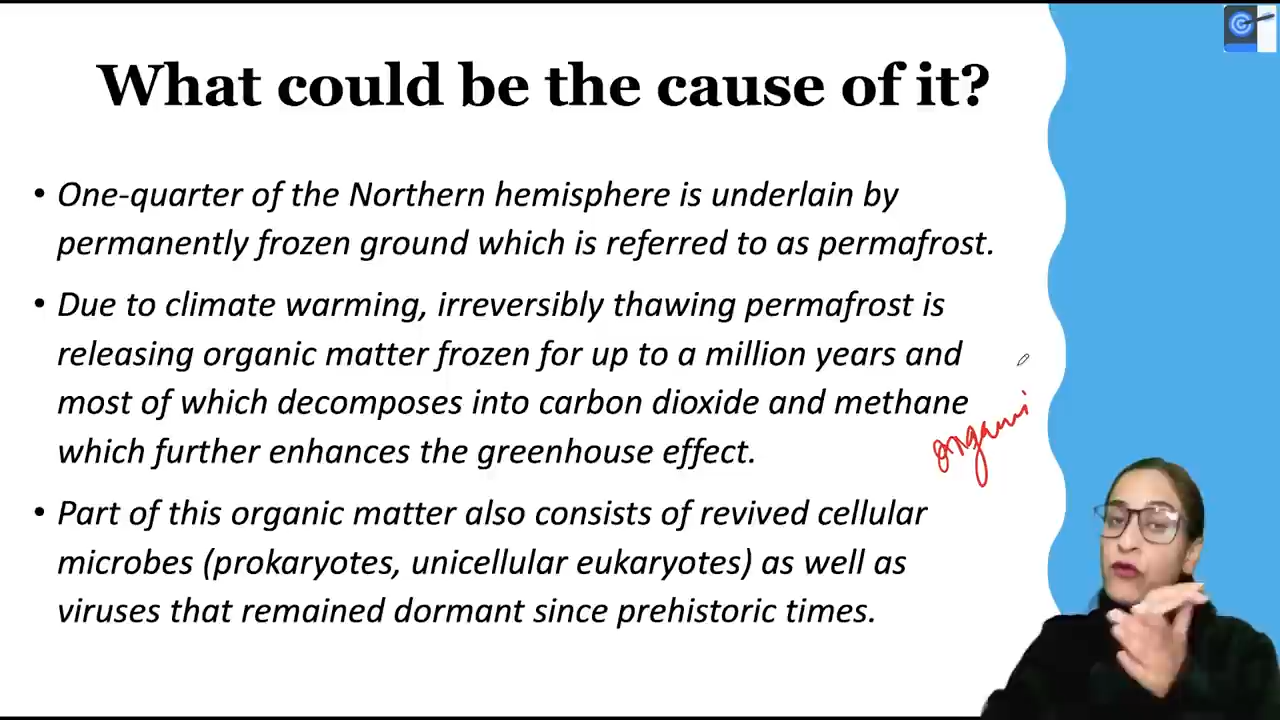 What could be the cause of it?
• One-quarter of the Northern hemisphere is underlain by
permanently frozen ground which is referred to as permafrost.
• Due to climate warming, irreversibly thawing permafrost is
releasing organic matter frozen for up to a million years and
most of which decomposes into carbon dioxide and methane
which further enhances the greenhouse effect.
organi
• Part of this organic matter also consists of revived cellular
microbes (prokaryotes, unicellular eukaryotes) as well as
viruses that remained dormant since prehistoric times.